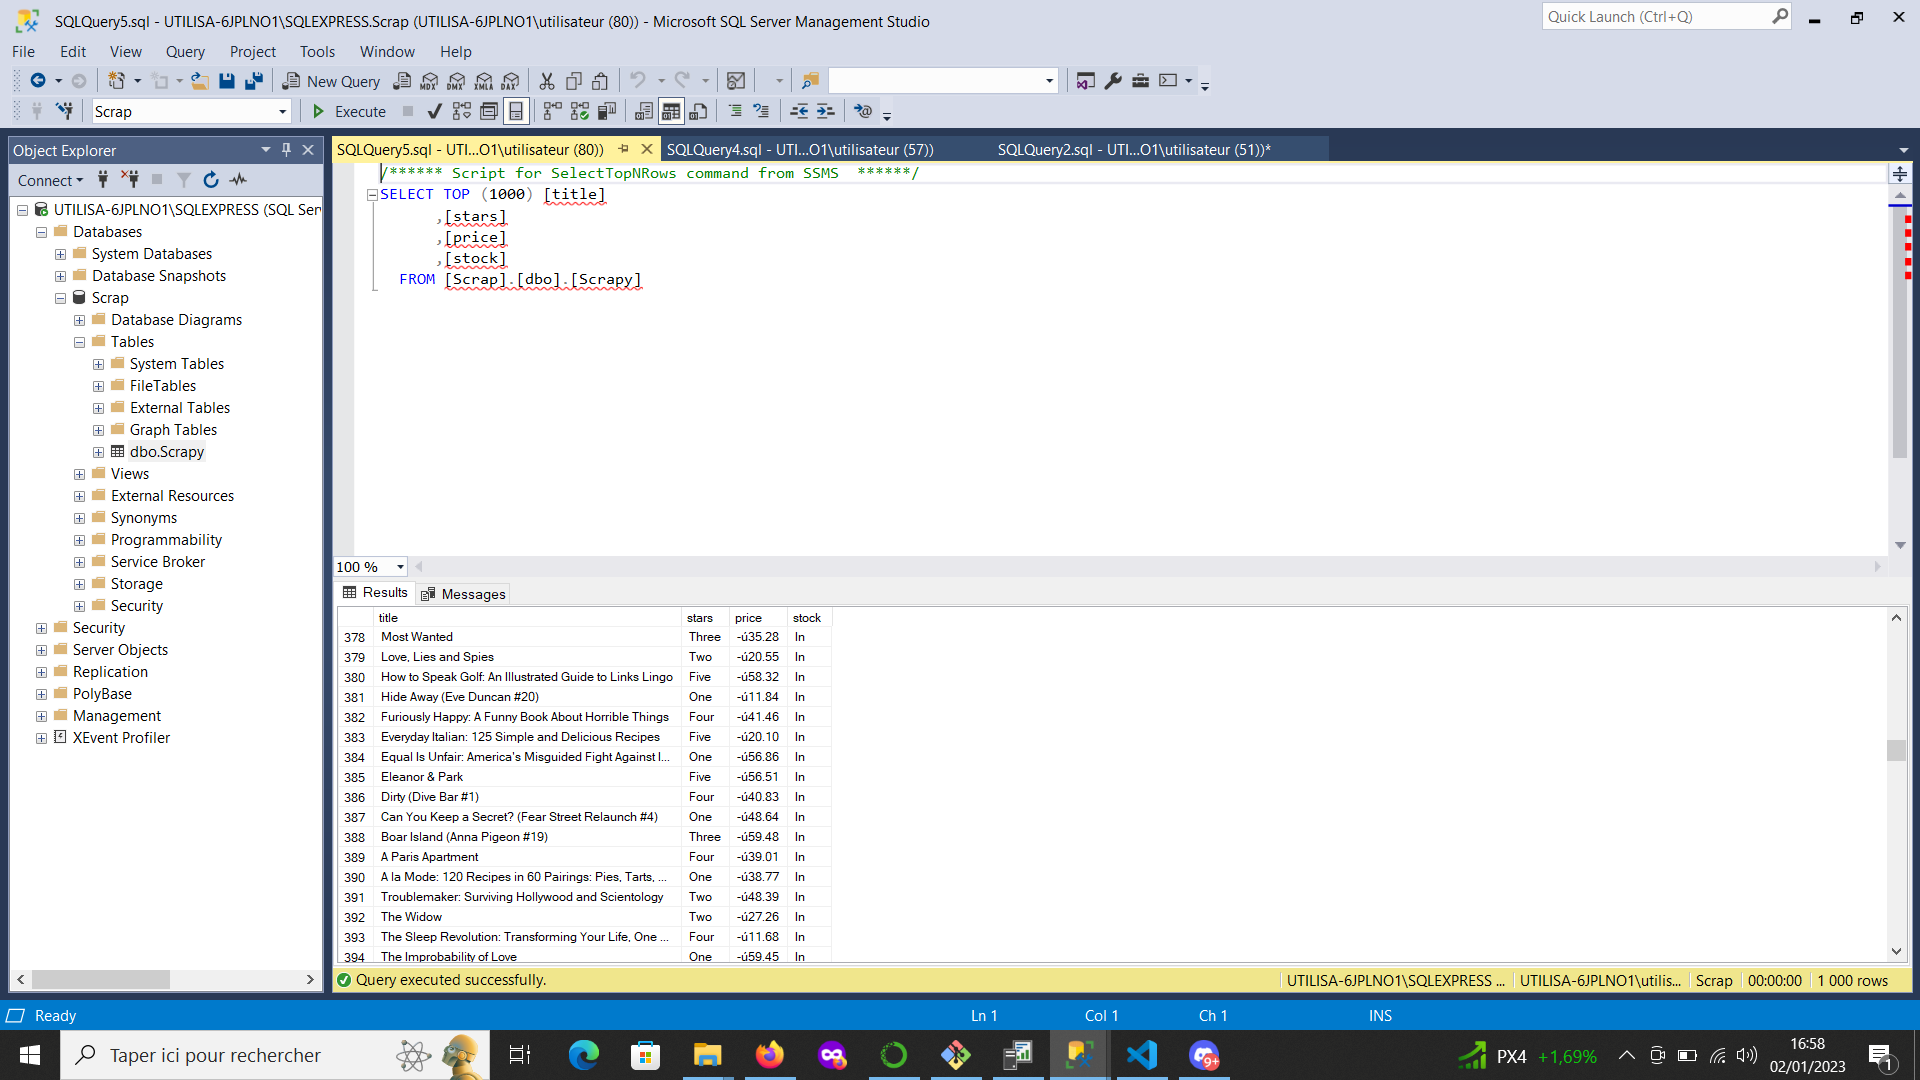 SQLQuery5.sql - UTILISA-6JPLNO1\SQLEXPRESS.Scrap (UTILISA-6JPLNO1\utilisateur (80)) - Microsoft SQL Server Management Studio
Quick Launch (Ctrl+Q)
File Edit View Query Project Tools Window Help
New Query
MDX DMX XMLA DAX
Scrap
Execute
Object Explorer
Connect
UTILISA-6JPLNO1\SQLEXPRESS (SQL Ser
Databases
System Databases
Database Snapshots
Scrap
Database Diagrams
Tables
System Tables
FileTables
External Tables
Graph Tables
dbo.Scrapy
Views
External Resources
Synonyms
Programmability
Service Broker
Storage
Security
Security
Server Objects
Replication
PolyBase
Management
XEvent Profiler
SQLQuery5.sql - UTI...O1\utilisateur (80)) SQLQuery4.sql - UTI...O1\utilisateur (57)) SQLQuery2.sql - UTI...O1\utilisateur (51))*
/****** Script for SelectTopNRows command from SSMS ******/
SELECT TOP (1000) [title]
,[stars]
,[price]
,[stock]
FROM [Scrap].[dbo].[Scrapy]
100 %
Results Messages
title stars price stock
378 Most Wanted Three -ú35.28 In
379 Love, Lies and Spies Two -ú20.55 In
380 How to Speak Golf: An Illustrated Guide to Links Lingo Five -ú58.32 In
381 Hide Away (Eve Duncan #20) One -ú11.84 In
382 Furiously Happy: A Funny Book About Horrible Things Four -ú41.46 In
383 Everyday Italian: 125 Simple and Delicious Recipes Five -ú20.10 In
384 Equal Is Unfair: America's Misguided Fight Against I... One -ú56.86 In
385 Eleanor & Park Five -ú56.51 In
386 Dirty (Dive Bar #1) Four -ú40.83 In
387 Can You Keep a Secret? (Fear Street Relaunch #4) One -ú48.64 In
388 Boar Island (Anna Pigeon #19) Three -ú59.48 In
389 A Paris Apartment Four -ú39.01 In
390 A la Mode: 120 Recipes in 60 Pairings: Pies, Tarts, ... One -ú38.77 In
391 Troublemaker: Surviving Hollywood and Scientology Two -ú48.39 In
392 The Widow Two -ú27.26 In
393 The Sleep Revolution: Transforming Your Life, One ... Four -ú11.68 In
394 The Improbability of Love One -ú59.45 In
Query executed successfully. UTILISA-6JPLNO1\SQLEXPRESS ... UTILISA-6JPLNO1\utilis... Scrap 00:00:00 1 000 rows
Ready Ln 1 Col 1 Ch 1 INS
Taper ici pour rechercher
9+
PX4 +1,69%
16:58
02/01/2023
1